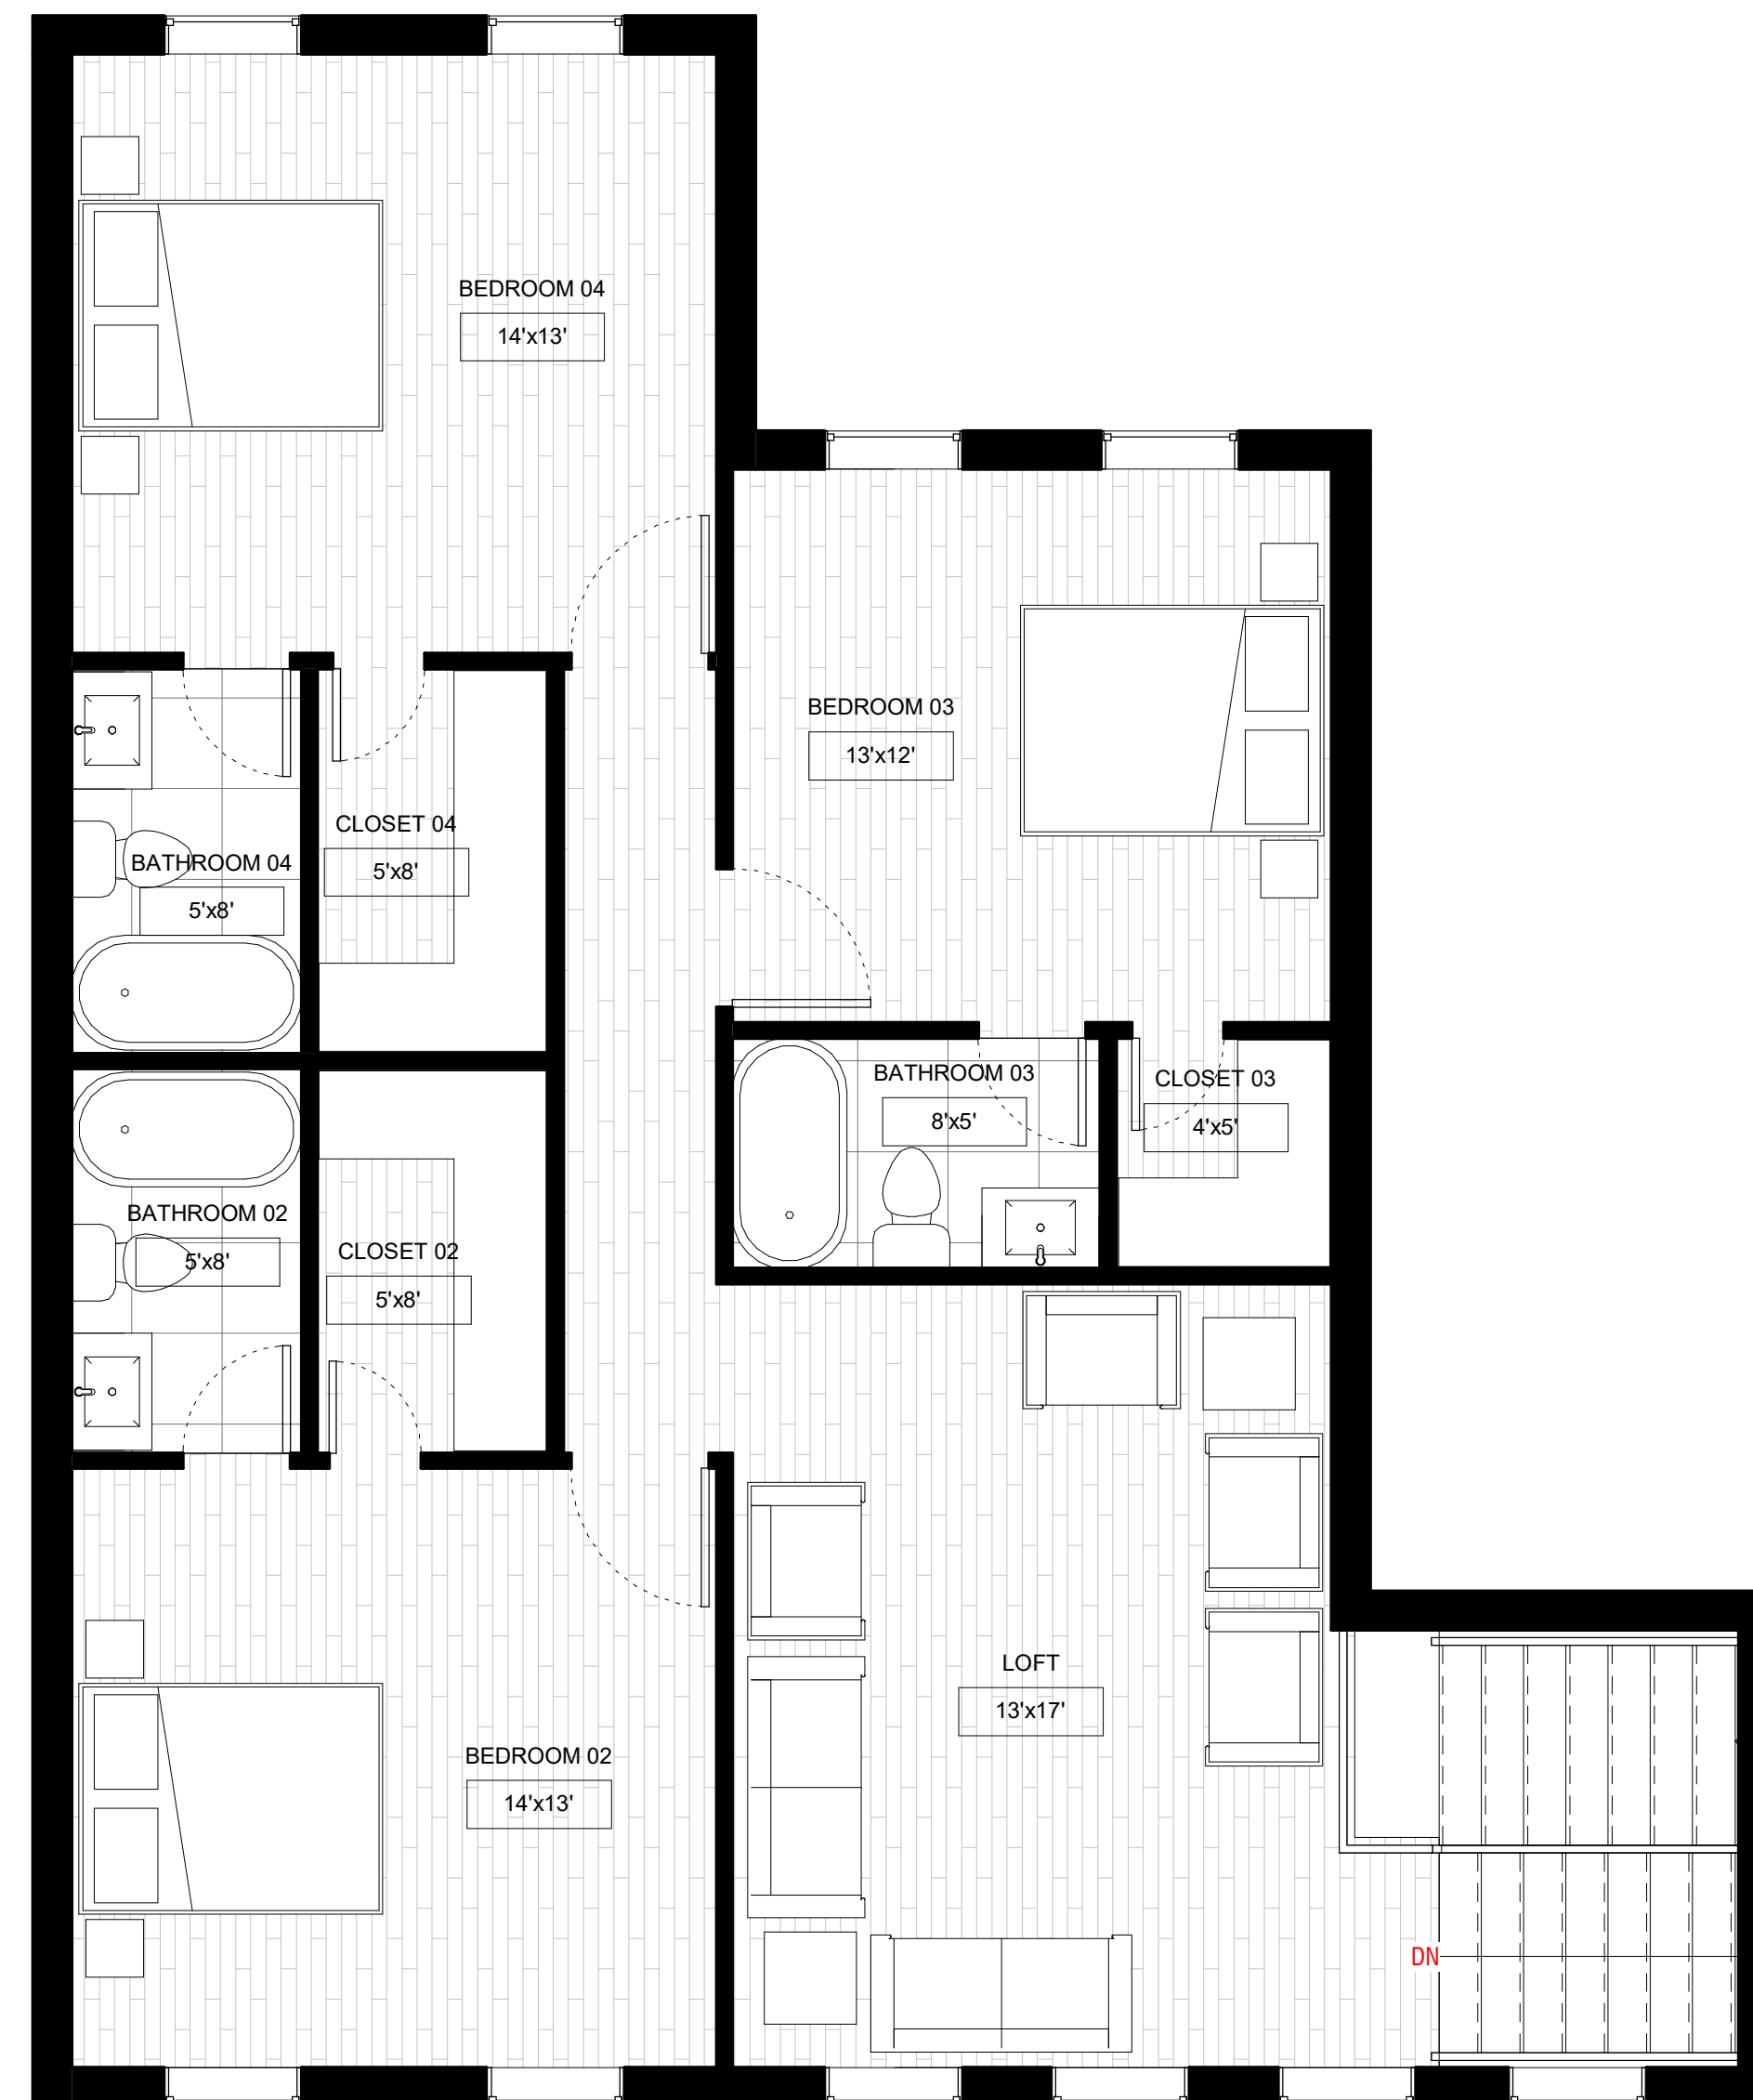 BEDROOM 04
14'x13'
BEDROOM 03
13'x12'
CLOSET 04
5'x8'
BATHROOM 04
5'x8'
BATHROOM 03
8'x5'
CLOSET 03
4'x5'
BATHROOM 02
5'x8'
CLOSET 02
5'x8'
LOFT
13'x17'
BEDROOM 02
14'x13'
DN